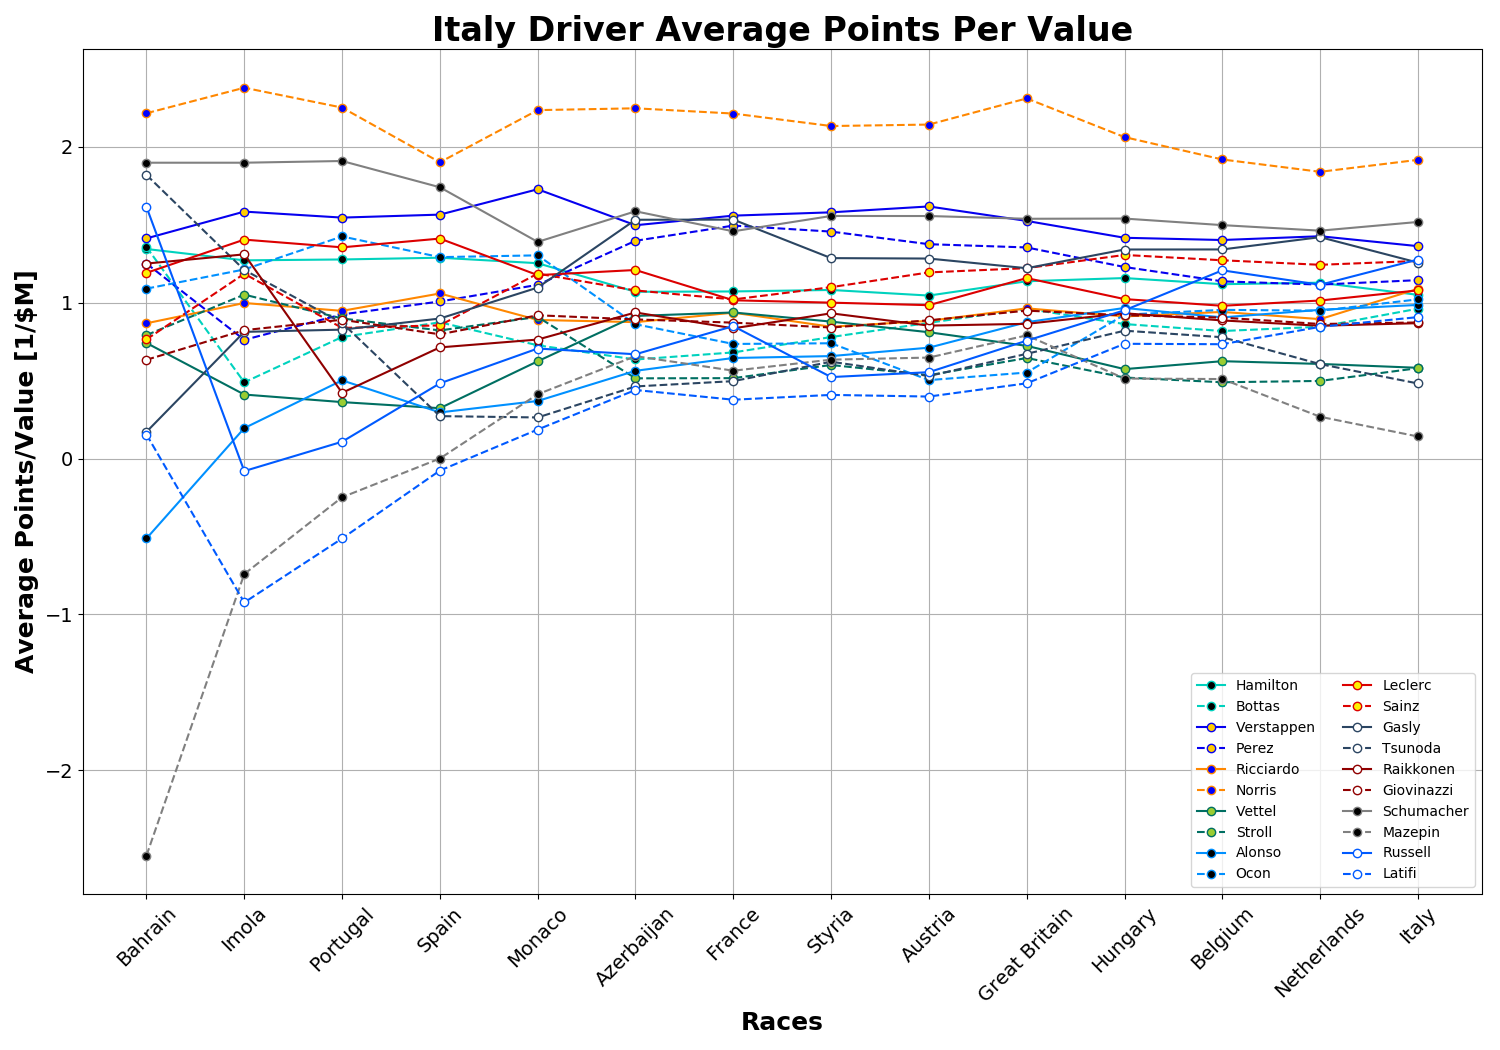 Italy Driver Average Points Per Value
Average Points/Value [1/$M]
2
1
0
−1
−2
Hamilton
Bottas
Verstappen
Perez
Ricciardo
Norris
Vettel
Stroll
Alonso
Ocon
Leclerc
Sainz
Gasly
Tsunoda
Raikkonen
Giovinazzi
Schumacher
Mazepin
Russell
Latifi
Bahrain
Imola
Portugal
Spain
Monaco
Azerbaijan
France
Styria
Austria
Great Britain
Hungary
Belgium
Netherlands
Italy
Races